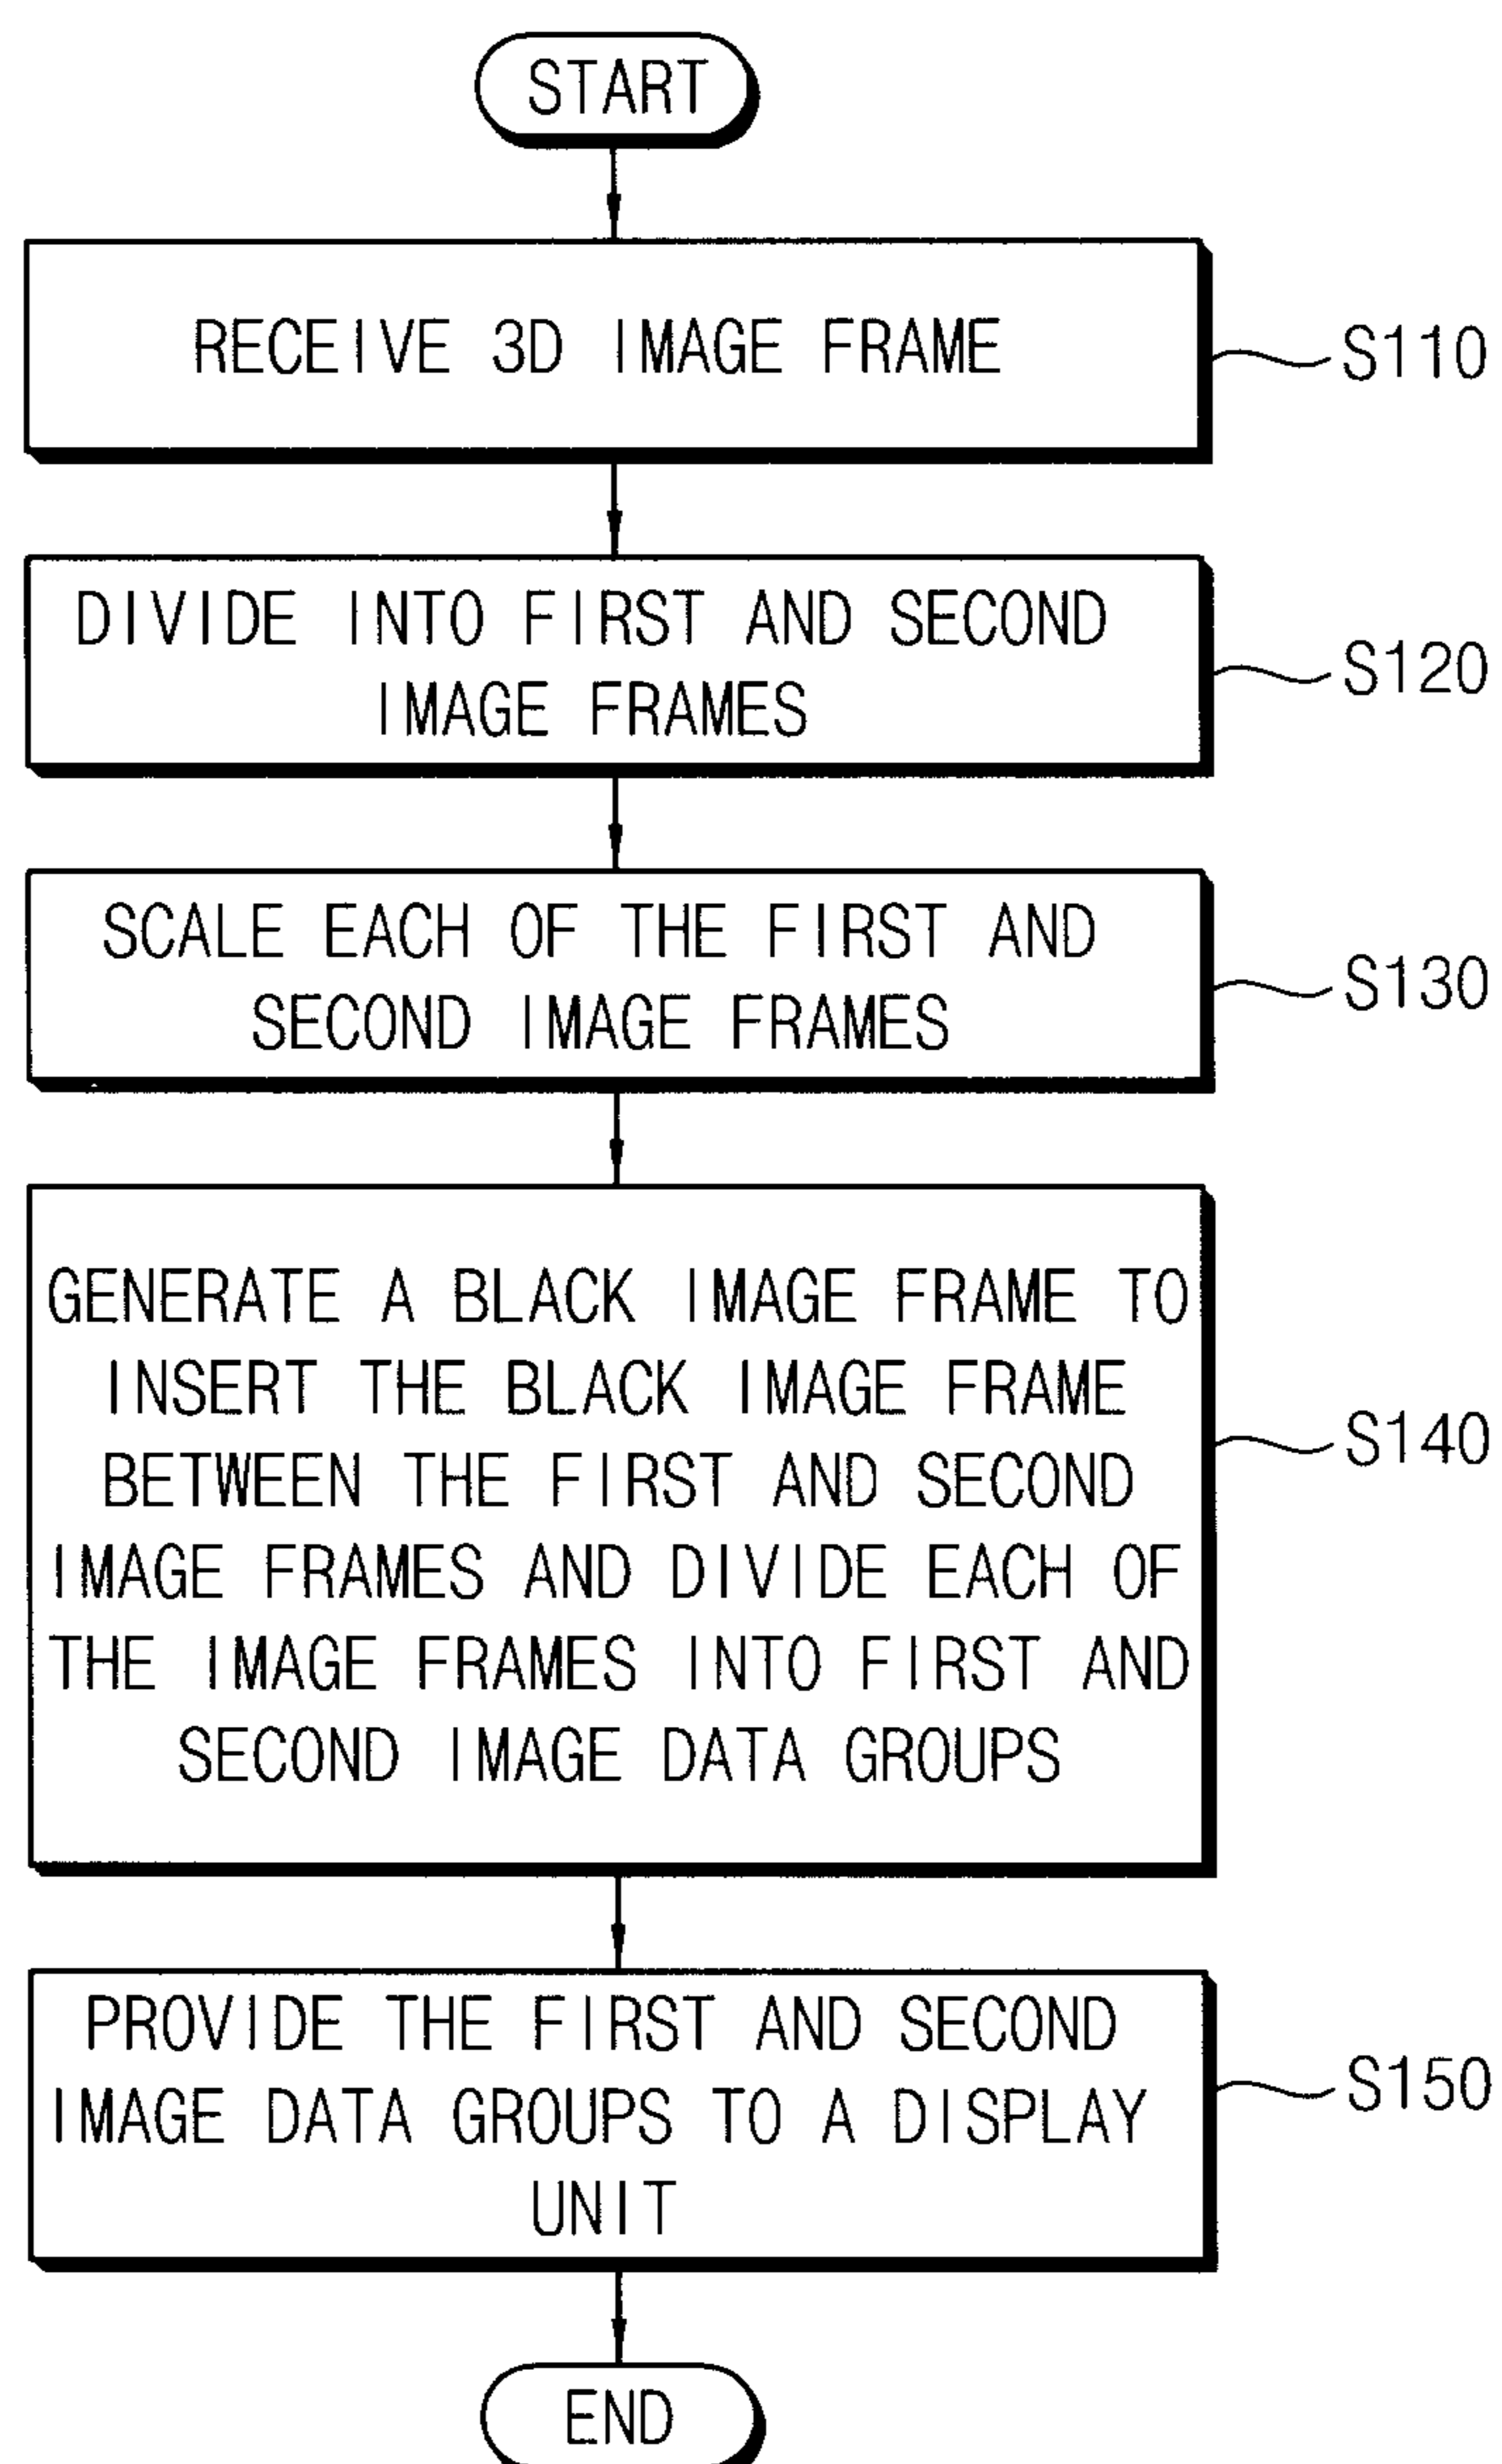 START
RECEIVE 3D IMAGE FRAME
S110
DIVIDE INTO FIRST AND SECOND
IMAGE FRAMES
S120
SCALE EACH OF THE FIRST AND
SECOND IMAGE FRAMES
S130
GENERATE A BLACK IMAGE FRAME TO
INSERT THE BLACK IMAGE FRAME
BETWEEN THE FIRST AND SECOND
IMAGE FRAMES AND DIVIDE EACH OF
THE IMAGE FRAMES INTO FIRST AND
SECOND IMAGE DATA GROUPS
S140
PROVIDE THE FIRST AND SECOND
IMAGE DATA GROUPS TO A DISPLAY
UNIT
S150
END